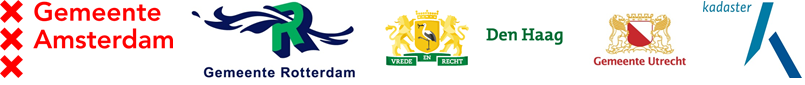 Gemeente
Amsterdam
R
Gemeente Rotterdam
VREDE EN RECHT
Den Haag
Gemeente Utrecht
kadaster